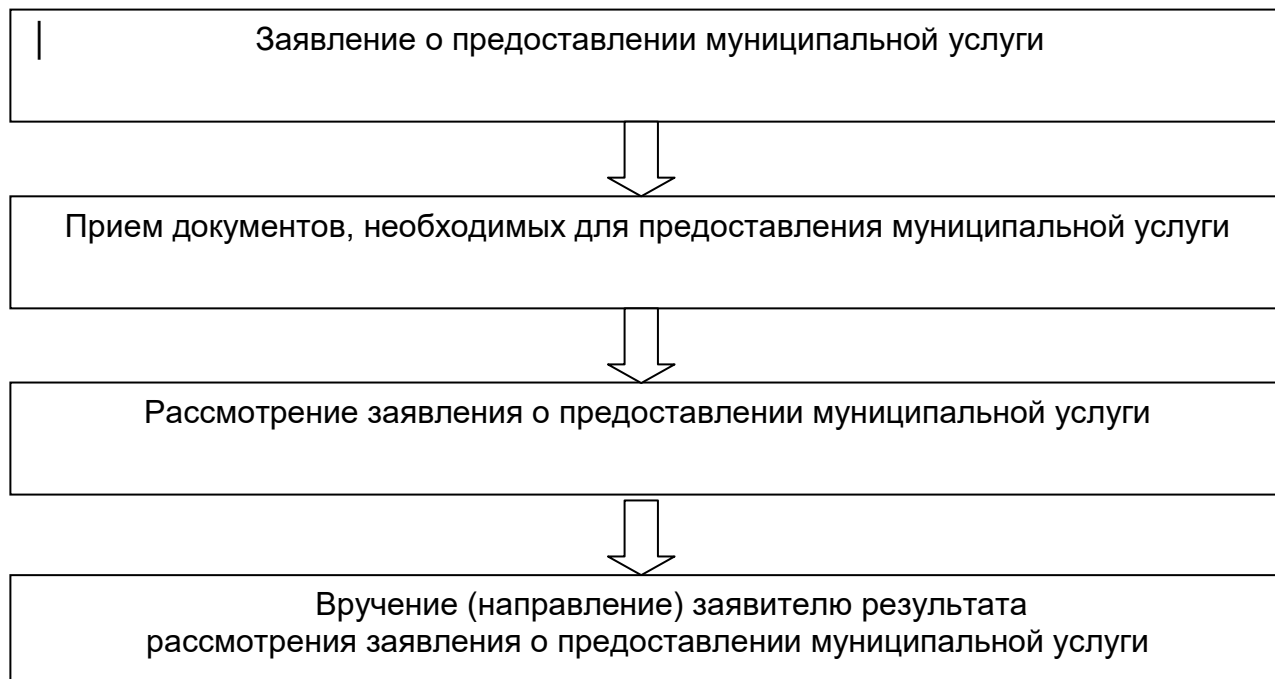 Заявление о предоставлении муниципальной услуги
Прием документов, необходимых для предоставления муниципальной услуги
Рассмотрение заявления о предоставлении муниципальной услуги
Вручение (направление) заявителю результата
рассмотрения заявления о предоставлении муниципальной услуги